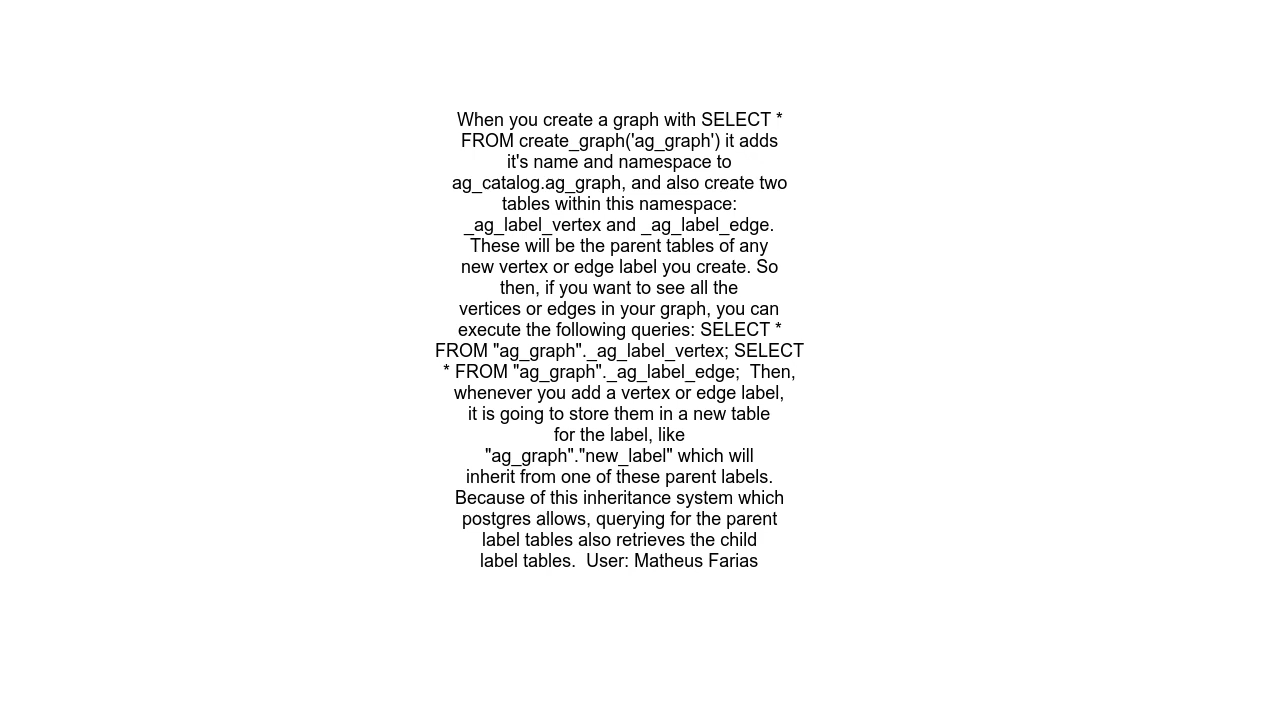 When you create a graph with SELECT *
FROM create_graph('ag_graph') it adds
it's name and namespace to
ag_catalog.ag_graph, and also create two
tables within this namespace:
_ag_label_vertex and _ag_label_edge.
These will be the parent tables of any
new vertex or edge label you create. So
then, if you want to see all the
vertices or edges in your graph, you can
execute the following queries: SELECT *
FROM "ag_graph"._ag_label_vertex; SELECT
* FROM "ag_graph"._ag_label_edge;  Then,
whenever you add a vertex or edge label,
it is going to store them in a new table
for the label, like
"ag_graph"."new_label" which will
inherit from one of these parent labels.
Because of this inheritance system which
postgres allows, querying for the parent
label tables also retrieves the child
label tables.  User: Matheus Farias